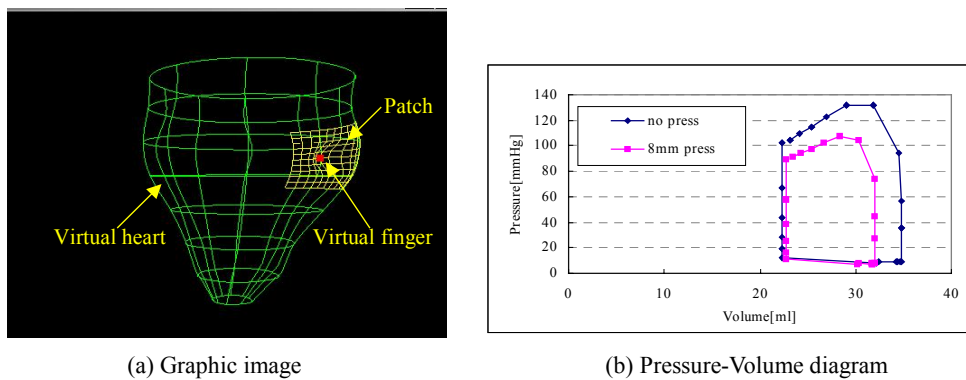 Patch
Virtual heart
Virtual finger
(a) Graphic image
Pressure[mmHg]
140
120
100
80
60
40
20
0
no press
8mm press
0 10 20 30 40
Volume[ml]
(b) Pressure-Volume diagram